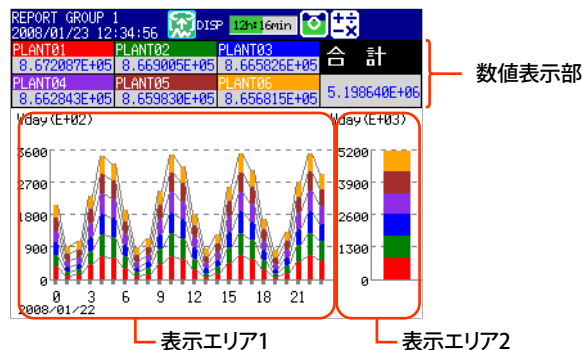 REPORT GROUP 1
2008/01/23 12:34:56 DISP 12h:16min
PLANT01 PLANT02 PLANT03 合 計
8.672087E+05 8.669005E+05 8.665826E+05
PLANT04 PLANT05 PLANT06 5.198640E+06
8.662843E+05 8.659830E+05 8.656815E+05
数値表示部
Wday(E+02) Wday(E+03)
3600 5200
2700 3900
1800 2600
900 1300
0 0
0 3 6 9 12 15 18 21
2008/01/22
表示エリア1 表示エリア2